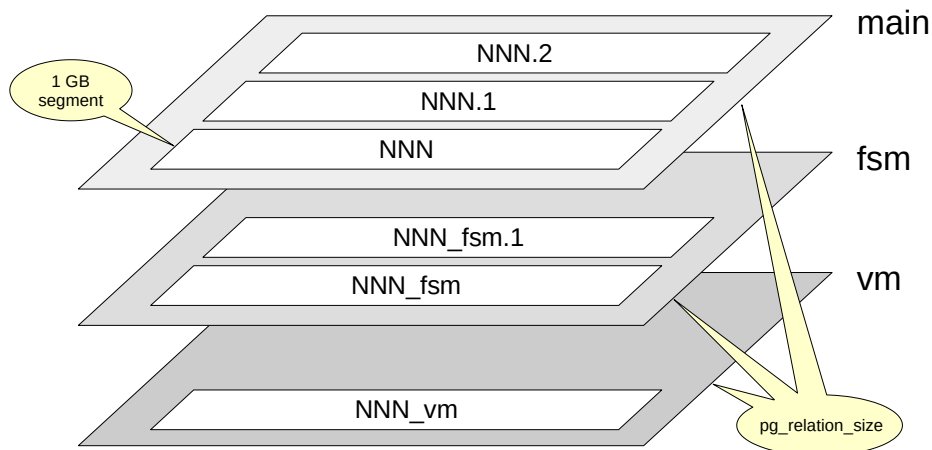 main
NNN.2
1 GB
segment
NNN.1
NNN
fsm
NNN_fsm.1
NNN_fsm
vm
NNN_vm
pg_relation_size